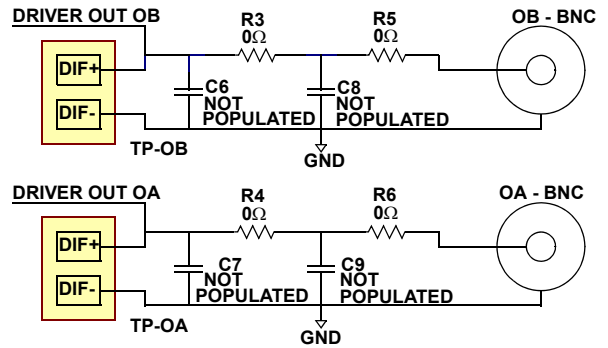 DRIVER OUT OB
R3
0Ω
R5
0Ω
OB - BNC
DIF+
DIF-
C6
NOT
POPULATED
C8
NOT
POPULATED
TP-OB
GND
DRIVER OUT OA
R4
0Ω
R6
0Ω
OA - BNC
DIF+
DIF-
C7
NOT
POPULATED
C9
NOT
POPULATED
TP-OA
GND